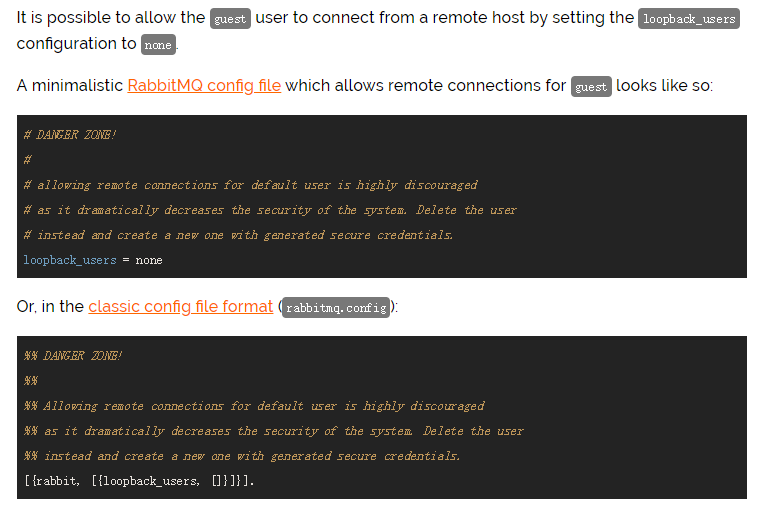 It is possible to allow the guest user to connect from a remote host by setting the loopback_users
configuration to none.
A minimalistic RabbitMQ config file which allows remote connections for guest looks like so:
# DANGER ZONE!
#
# allowing remote connections for default user is highly discouraged
# as it dramatically decreases the security of the system. Delete the user
# instead and create a new one with generated secure credentials.
loopback_users = none
Or, in the classic config file format (rabbitmq.config):
%% DANGER ZONE!
%%
%% Allowing remote connections for default user is highly discouraged
%% as it dramatically decreases the security of the system. Delete the user
%% instead and create a new one with generated secure credentials.
[{rabbit, [{loopback_users, []}]}].